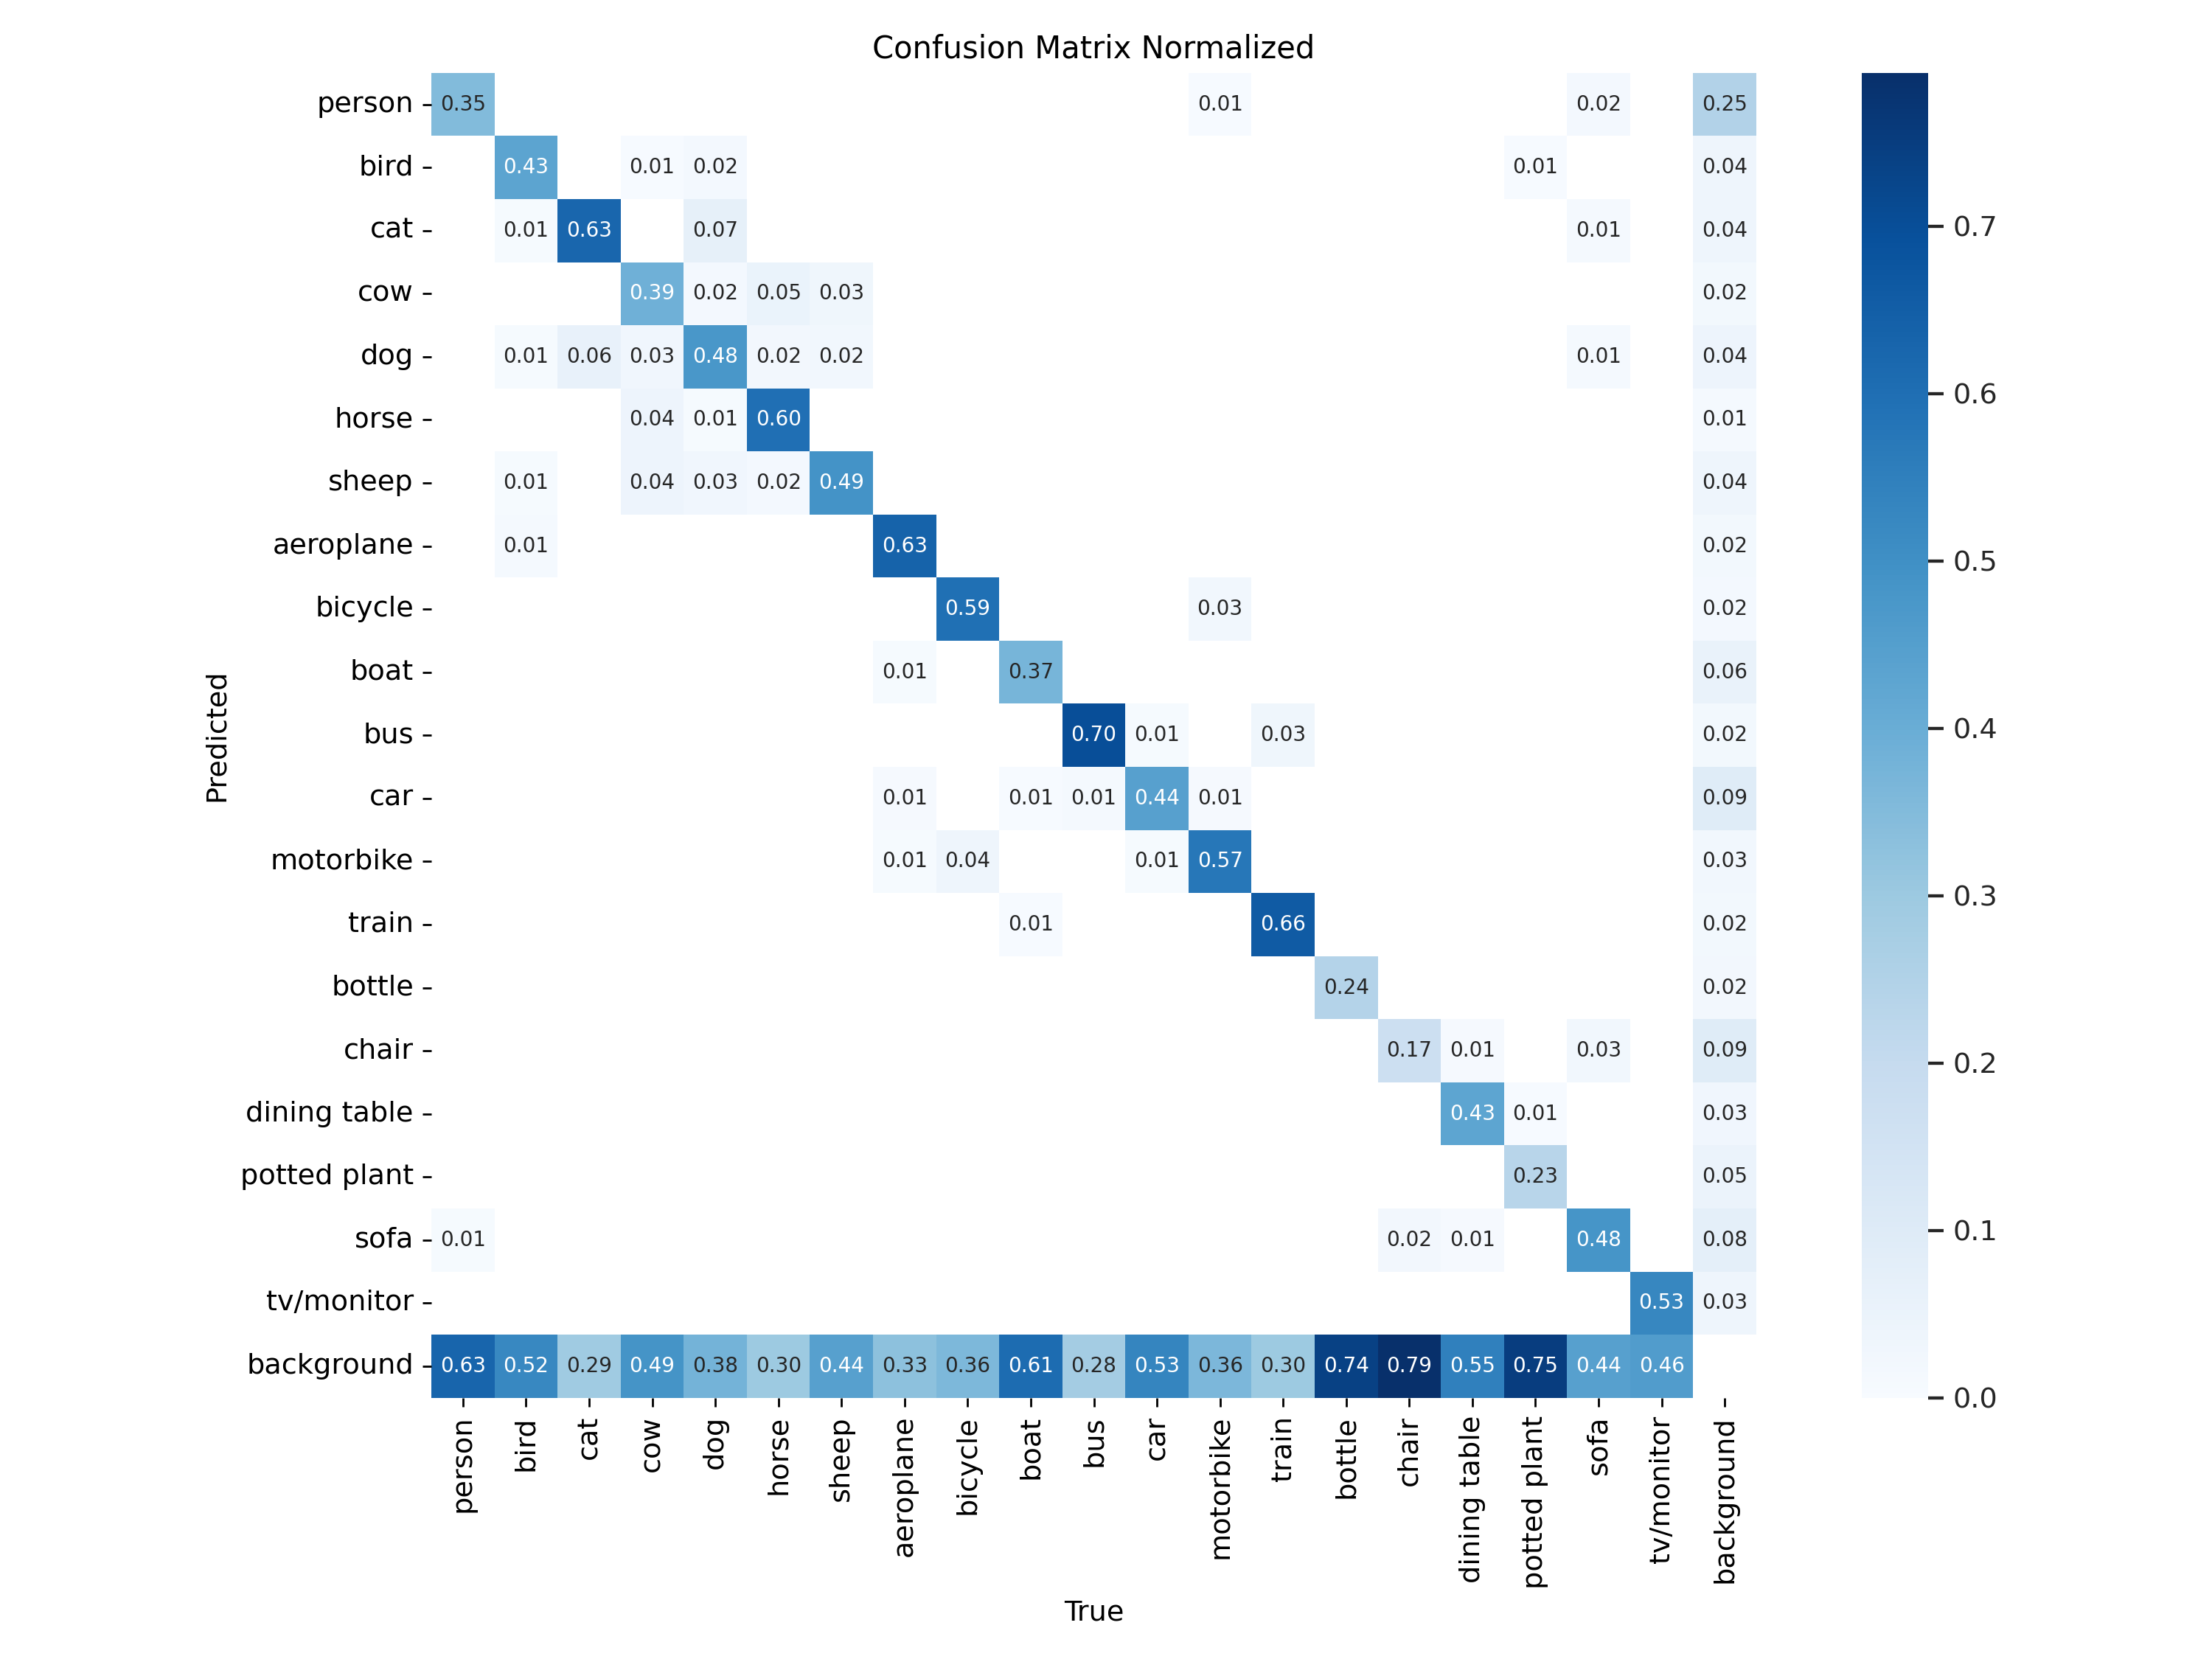 Confusion Matrix Normalized
person 0.35 0.01 0.02 0.25
bird 0.43 0.01 0.02 0.01 0.04
cat 0.01 0.63 0.07 0.01 0.04
0.7
cow 0.39 0.02 0.05 0.03 0.02
dog 0.01 0.06 0.03 0.48 0.02 0.02 0.01 0.04
0.6
horse 0.04 0.01 0.60 0.01
sheep 0.01 0.04 0.03 0.02 0.49 0.04
aeroplane 0.01 0.63 0.02
0.5
bicycle 0.59 0.03 0.02
boat 0.01 0.37 0.06
0.4
bus 0.70 0.01 0.03 0.02
Predicted
car 0.01 0.01 0.01 0.44 0.01 0.09
motorbike 0.01 0.04 0.01 0.57 0.03
0.3
train 0.01 0.66 0.02
bottle 0.24 0.02
chair 0.17 0.01 0.03 0.09
0.2
dining table 0.43 0.01 0.03
potted plant 0.23 0.05
sofa 0.01 0.02 0.01 0.48 0.08
0.1
tv/monitor 0.53 0.03
background 0.63 0.52 0.29 0.49 0.38 0.30 0.44 0.33 0.36 0.61 0.28 0.53 0.36 0.30 0.74 0.79 0.55 0.75 0.44 0.46
0.0
person bird cat cow dog horse sheep aeroplane bicycle boat bus car motorbike train bottle chair dining table potted plant sofa tv/monitor background
True